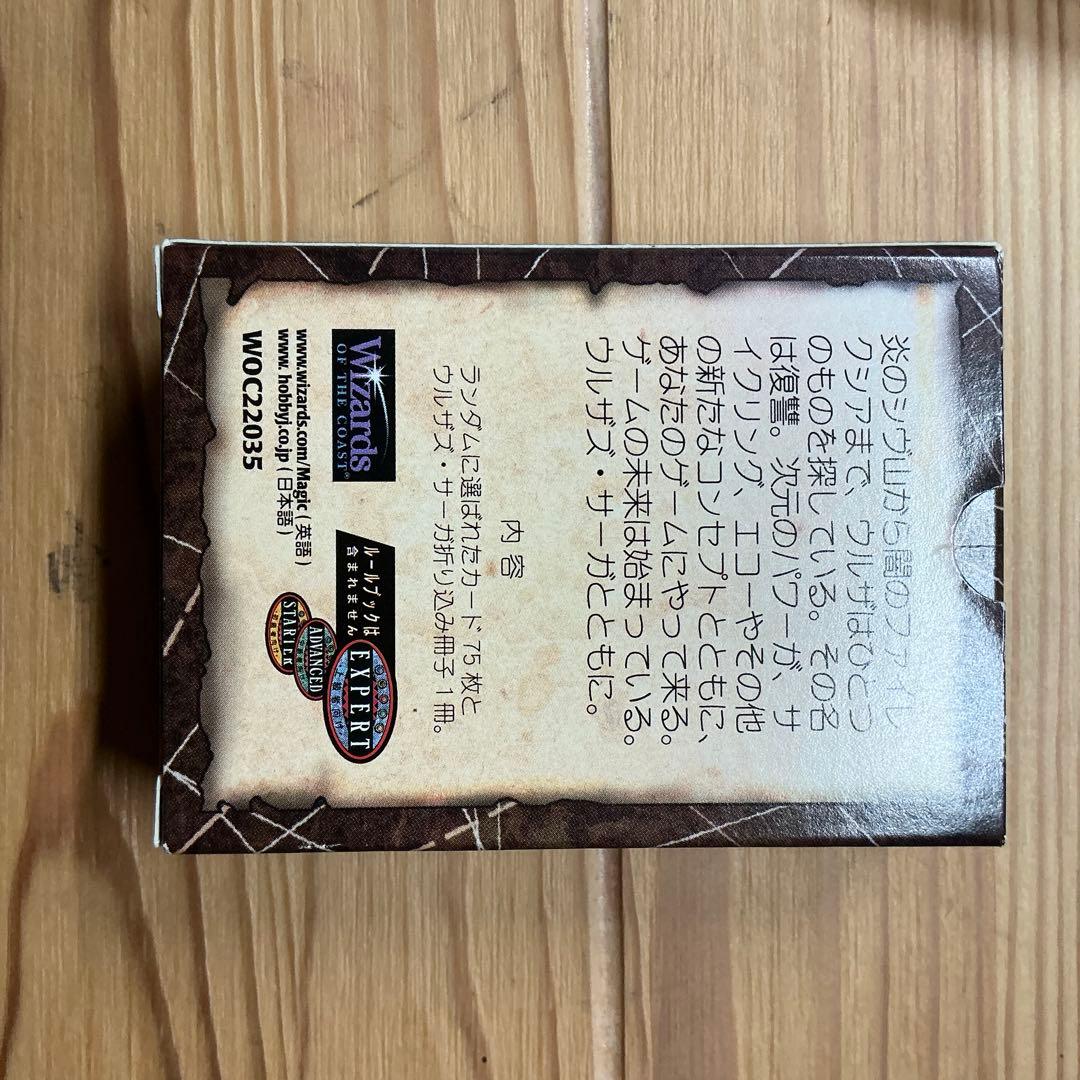 炎のシヴ山から闇のファイレ
クシアまで、ウルザはひとつ
のものを探している。その名
は復讐。次元のパワーが、サ
イクリング、エコーやその他
の新たなコンセプトとともに、
あなたのゲームにやって来る。
ゲームの未来は始まっている。
ウルザズ・サーガとともに。
内容
ランダムに選ばれたカード75枚と
ウルザズ・サーガ折り込み冊子1冊。
Wizards
OF THE COAST®
ルールブックは
含まれません
EXPERT
ADVANCED
STARTER
www.wizards.com/Magic (英語)
www.hobbyj.co.jp (日本語)
WOC22035